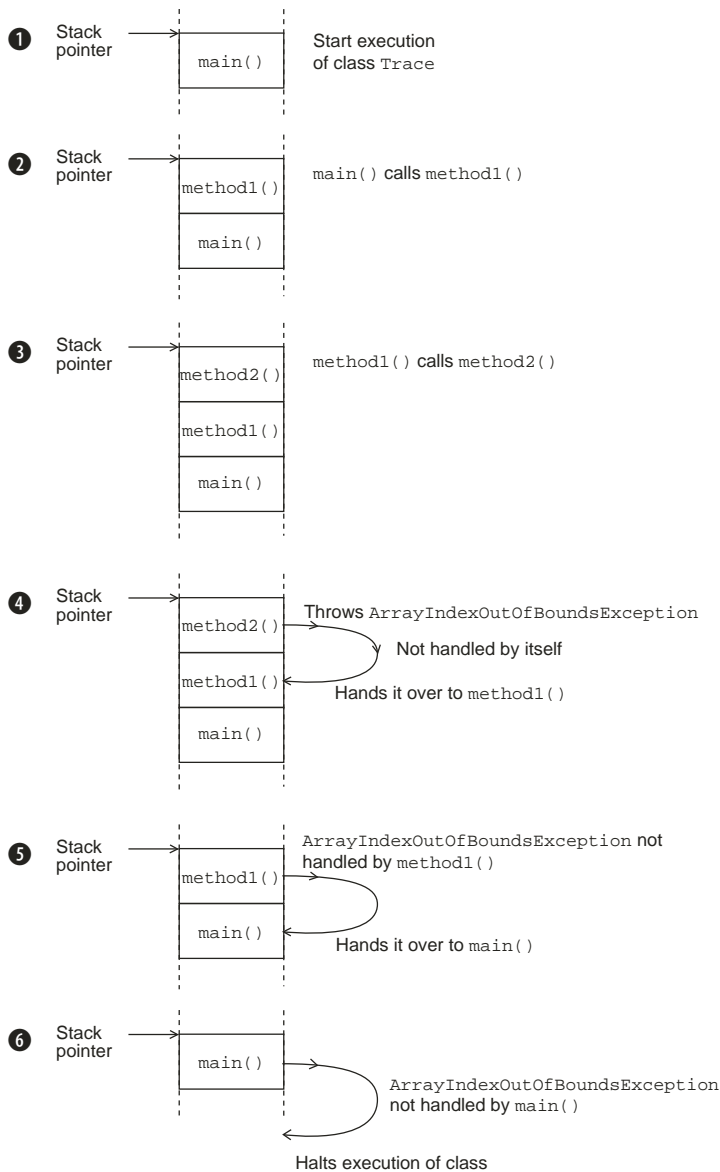 1
Stack
pointer
main()
Start execution
of class Trace
2
Stack
pointer
method1()
main()
main() calls method1()
3
Stack
pointer
method2()
method1()
main()
method1() calls method2()
4
Stack
pointer
method2()
method1()
main()
Throws ArrayIndexOutOfBoundsException
Not handled by itself
Hands it over to method1()
5
Stack
pointer
method1()
main()
ArrayIndexOutOfBoundsException not
handled by method1()
Hands it over to main()
6
Stack
pointer
main()
ArrayIndexOutOfBoundsException
not handled by main()
Halts execution of class